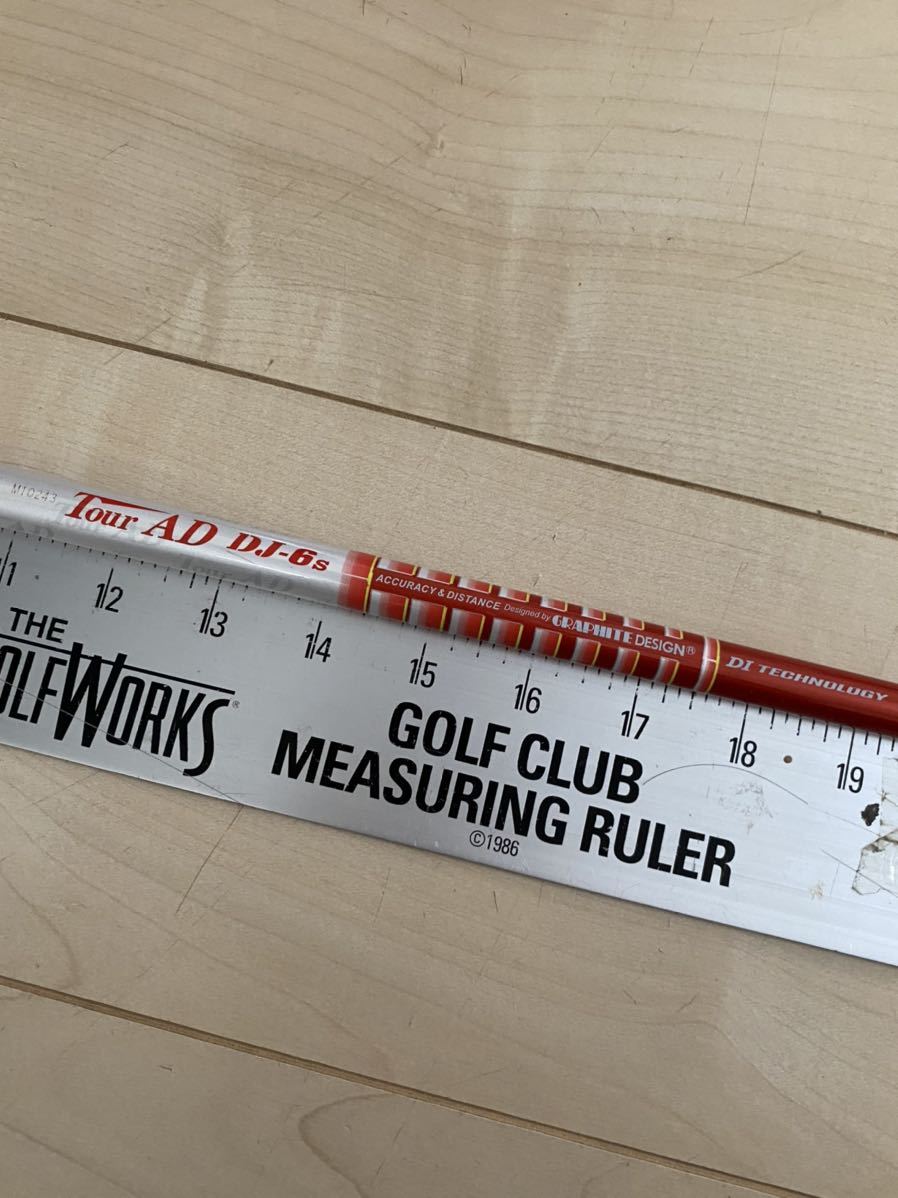 MT0243 Tour AD DJ-6s
ACCURACY & DISTANCE Designed by GRAPHITE DESIGN®
DI TECHNOLOGY
11 12 13 14 15 16 17 18 19
THE
OLFWORKS®
GOLF CLUB
MEASURING RULER
©1986